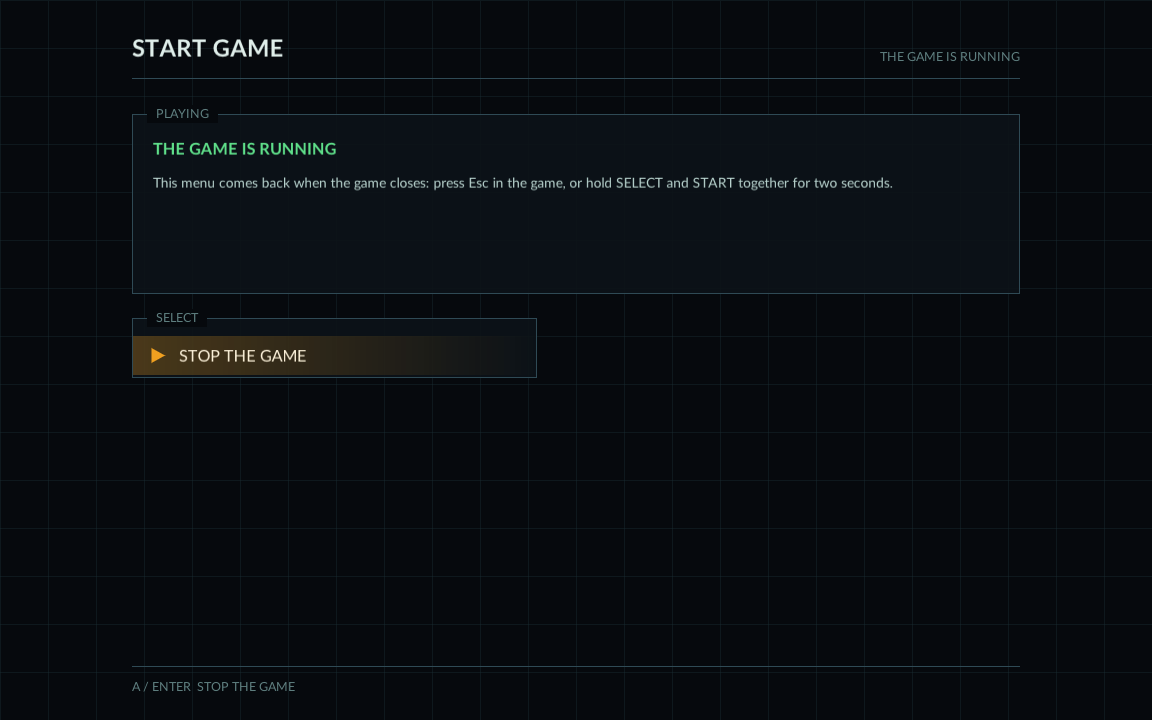 START GAME
THE GAME IS RUNNING
PLAYING
THE GAME IS RUNNING
This menu comes back when the game closes: press Esc in the game, or hold SELECT and START together for two seconds.
SELECT
STOP THE GAME
A / ENTER STOP THE GAME